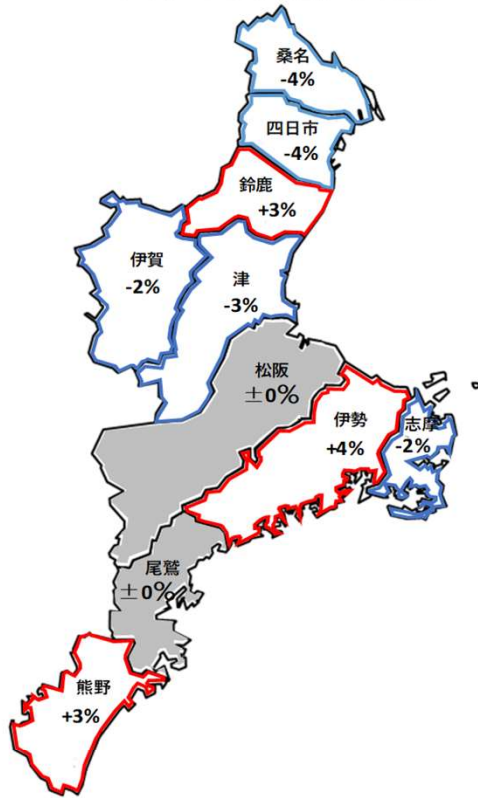 桑名
-4%
四日市
-4%
鈴鹿
+3%
伊賀
-2%
津
-3%
松阪
±0%
伊勢
+4%
志摩
-2%
尾鷲
±0%
熊野
+3%